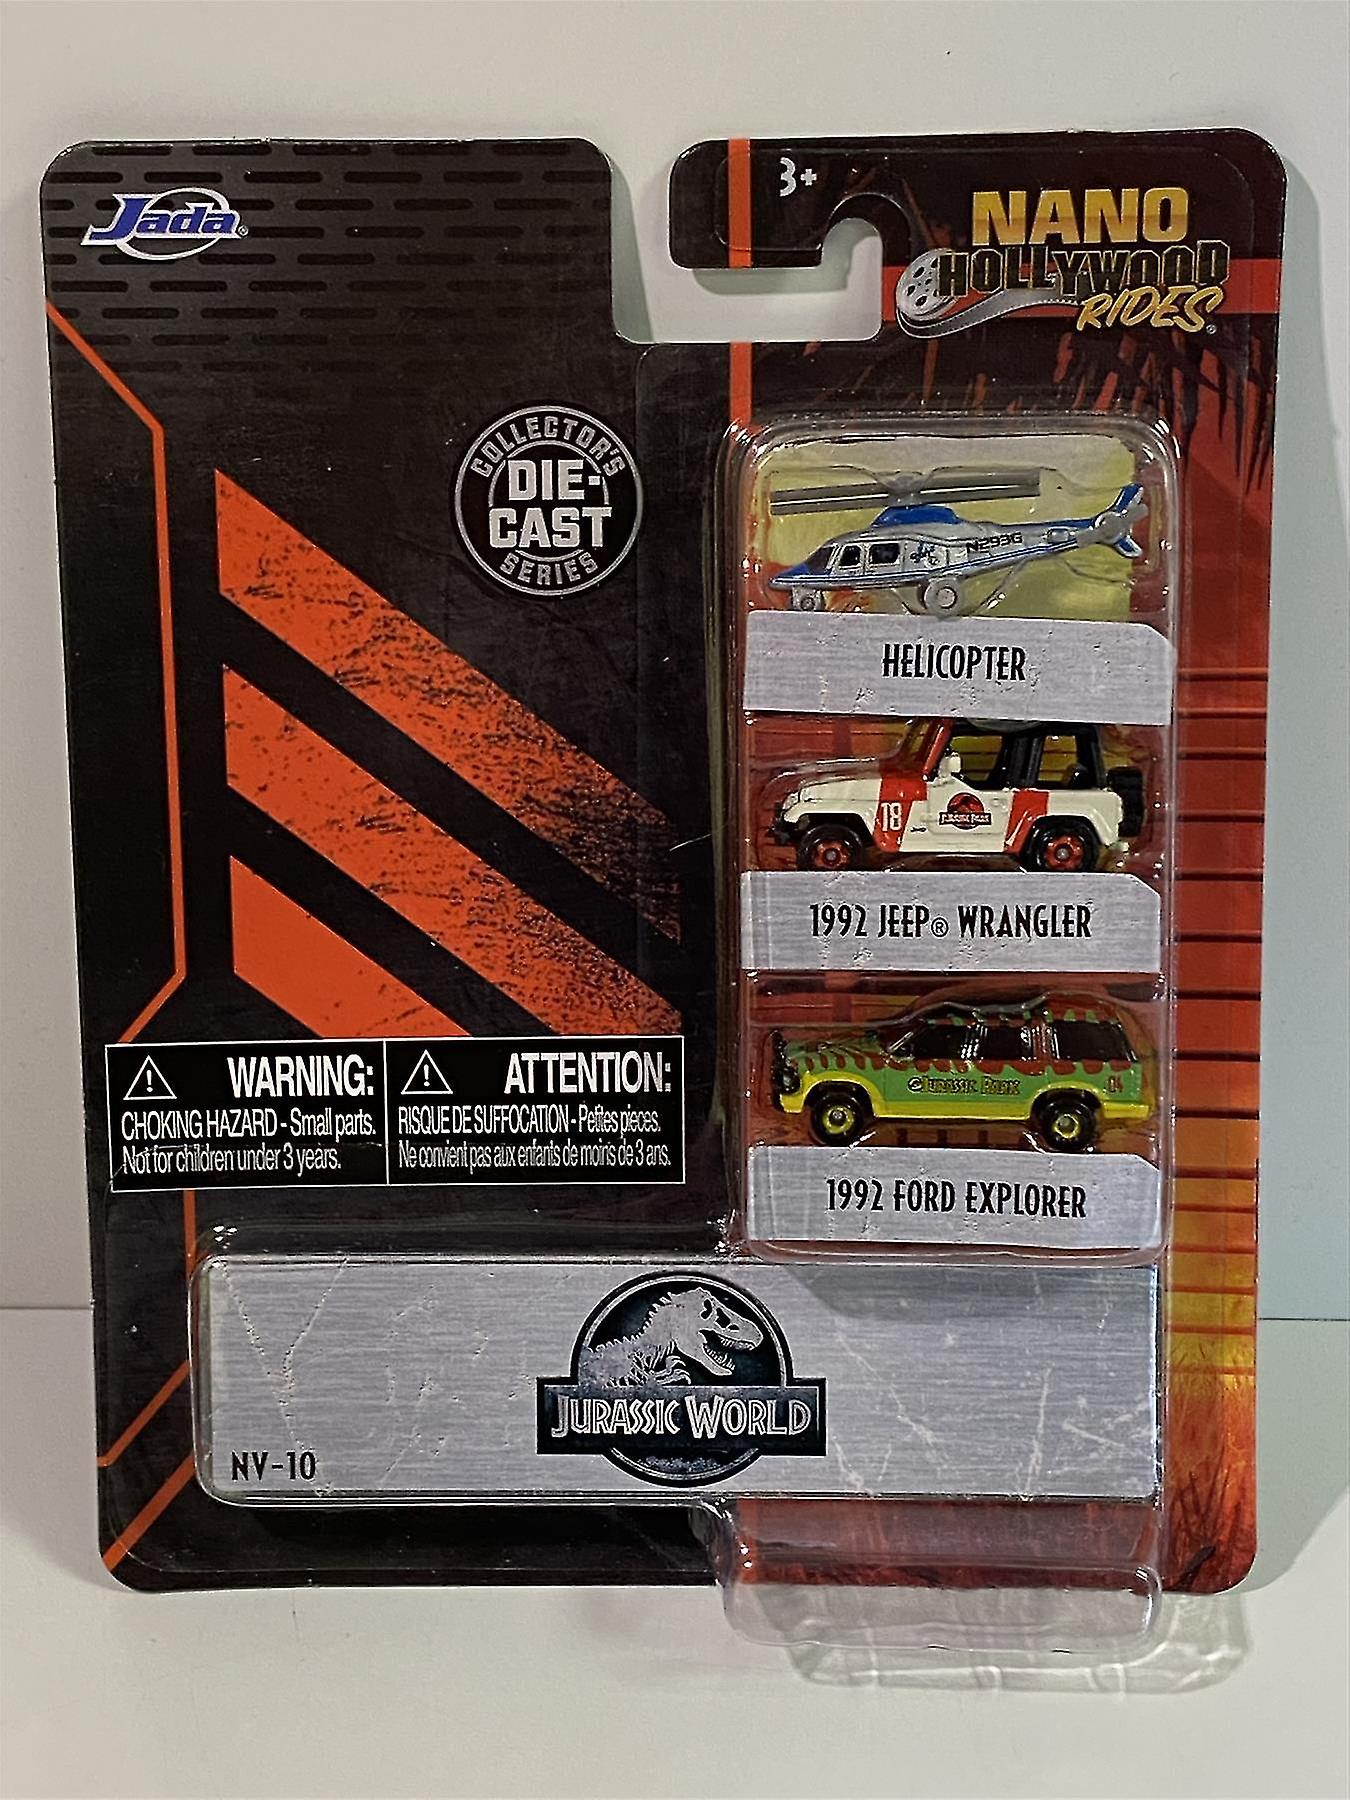 Jada®
3+
NANO
HOLLYWOOD
RIDES®
COLLECTOR'S
DIE-
CAST
SERIES
N293G
HELICOPTER
18
Jeep
JURASSIC PARK
1992 JEEP® WRANGLER
JURASSIC PARK
04
1992 FORD EXPLORER
WARNING:
CHOKING HAZARD - Small parts.
Not for children under 3 years.
ATTENTION:
RISQUE DE SUFFOCATION - Petites pieces.
Ne convient pas aux enfants de moins de 3 ans.
JURASSIC WORLD
NV-10